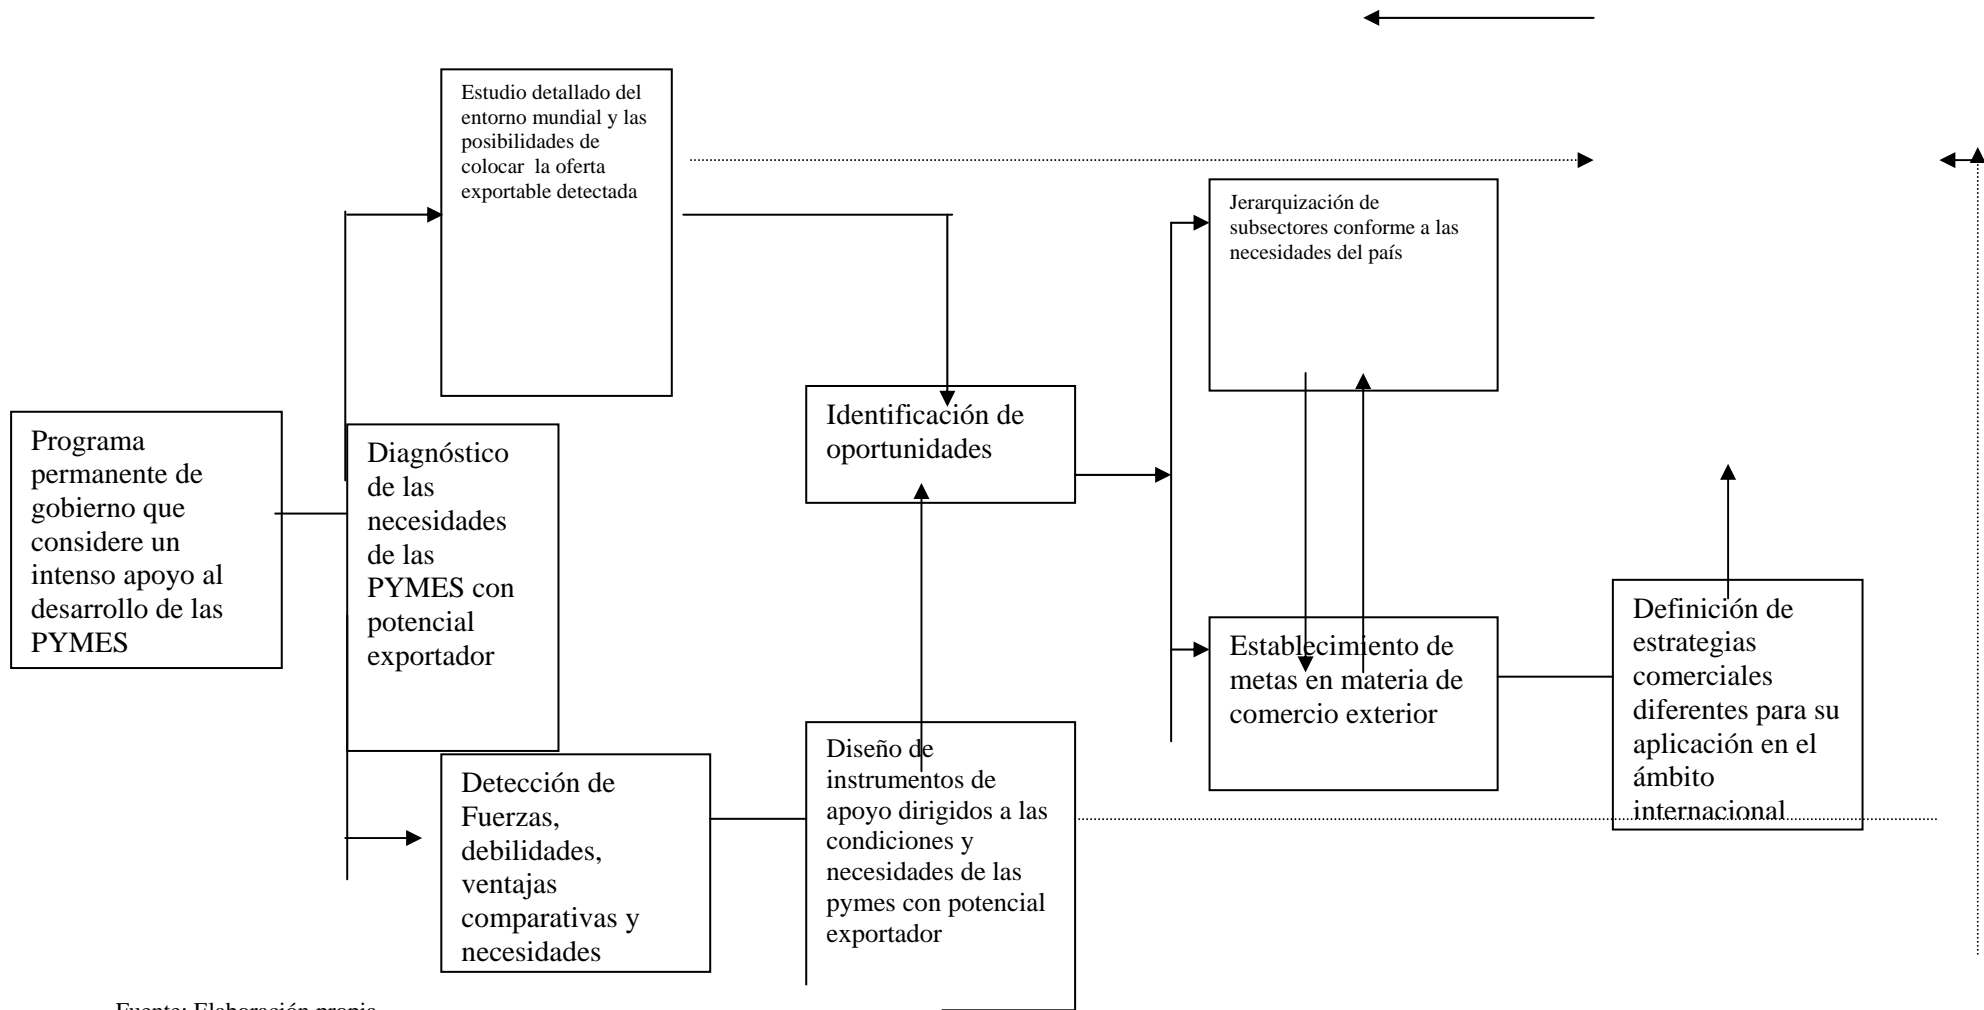 Estudio detallado del
entorno mundial y las
posibilidades de
colocar la oferta
exportable detectada
Jerarquización de
subsectores conforme a las
necesidades del país
Identificación de
oportunidades
Programa
permanente de
gobierno que
considere un
intenso apoyo al
desarrollo de las
PYMES
Diagnóstico
de las
necesidades
de las
PYMES con
potencial
exportador
Establecimiento de
metas en materia de
comercio exterior
Definición de
estrategias
comerciales
diferentes para su
aplicación en el
ámbito
internacional
Detección de
Fuerzas,
debilidades,
ventajas
comparativas y
necesidades
Diseño de
instrumentos de
apoyo dirigidos a las
condiciones y
necesidades de las
pymes con potencial
exportador
Fuente: Elaboración propia